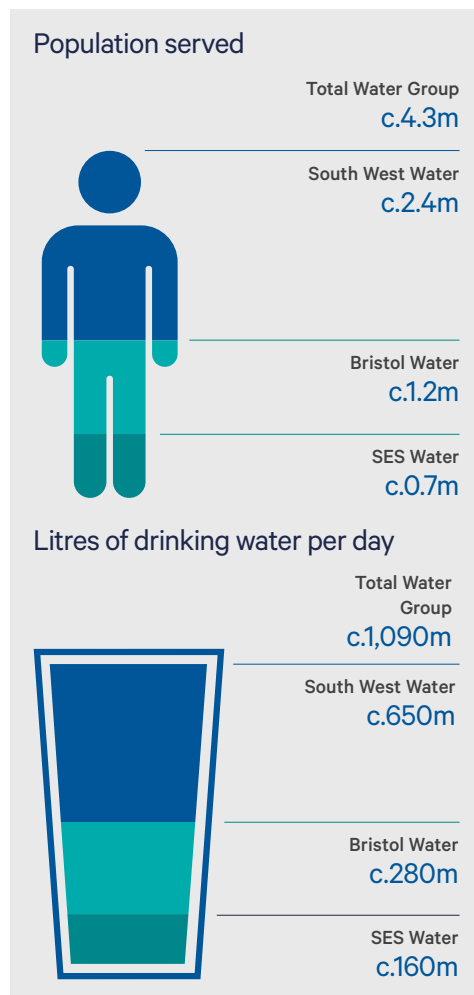 Population served
Total Water Group
c.4.3m
South West Water
c.2.4m
Bristol Water
c.1.2m
SES Water
c.0.7m
Litres of drinking water per day
Total Water
Group
c.1,090m
South West Water
c.650m
Bristol Water
c.280m
SES Water
c.160m